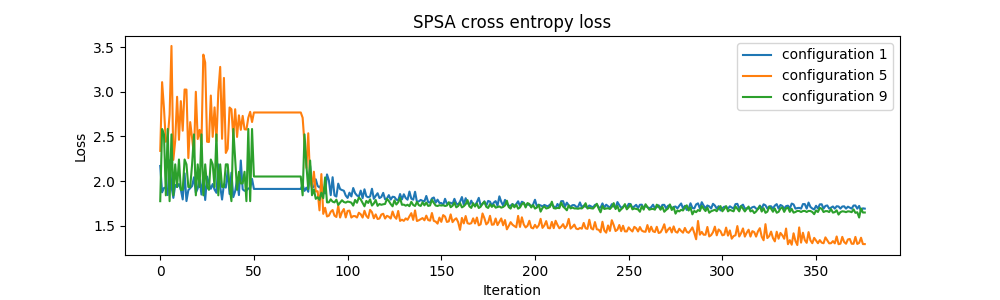 SPSA cross entropy loss
configuration 1
configuration 5
configuration 9
Loss
3.5
3.0
2.5
2.0
1.5
0 50 100 150 200 250 300 350
Iteration